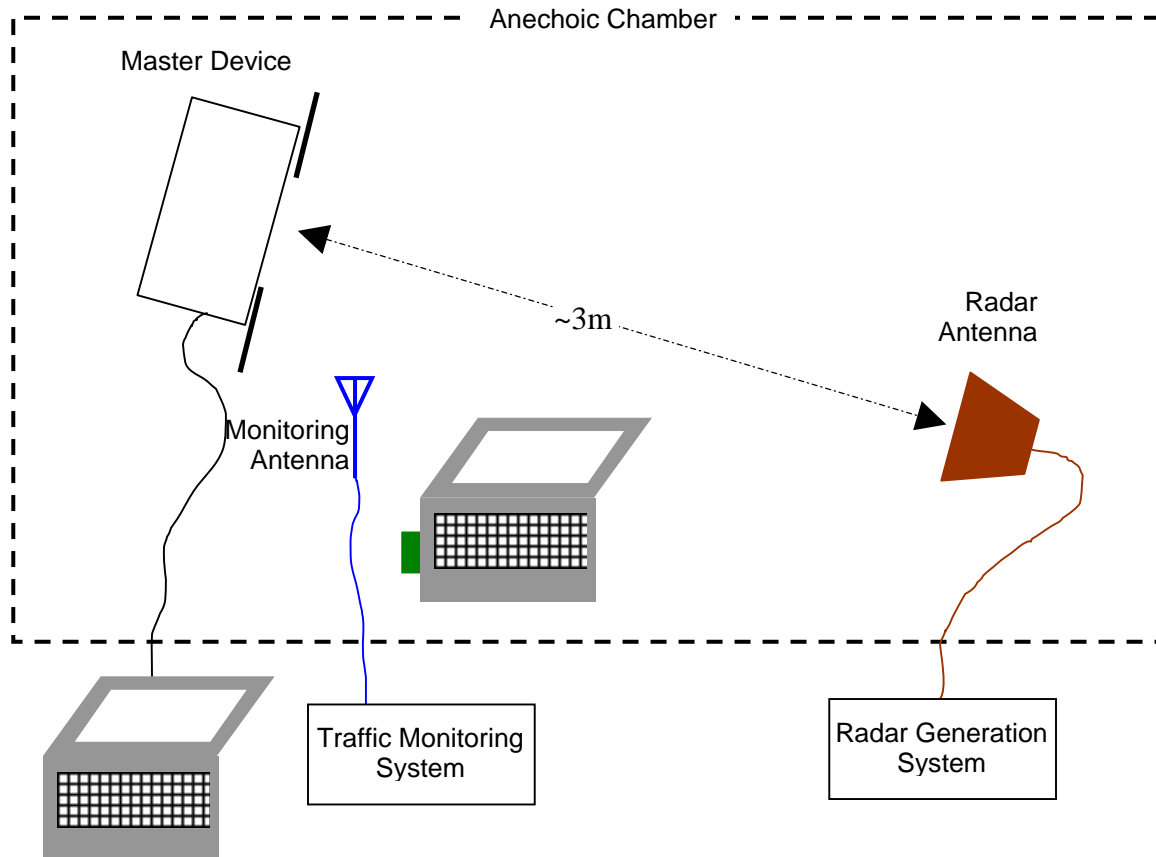 Anechoic Chamber
Master Device
~3m
Radar
Antenna
Monitoring
Antenna
Traffic Monitoring
System
Radar Generation
System